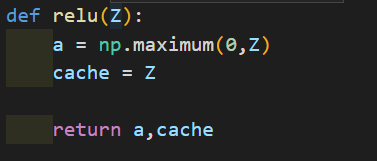 def relu(Z):
    a = np.maximum(0,Z)
    cache = Z

    return a,cache